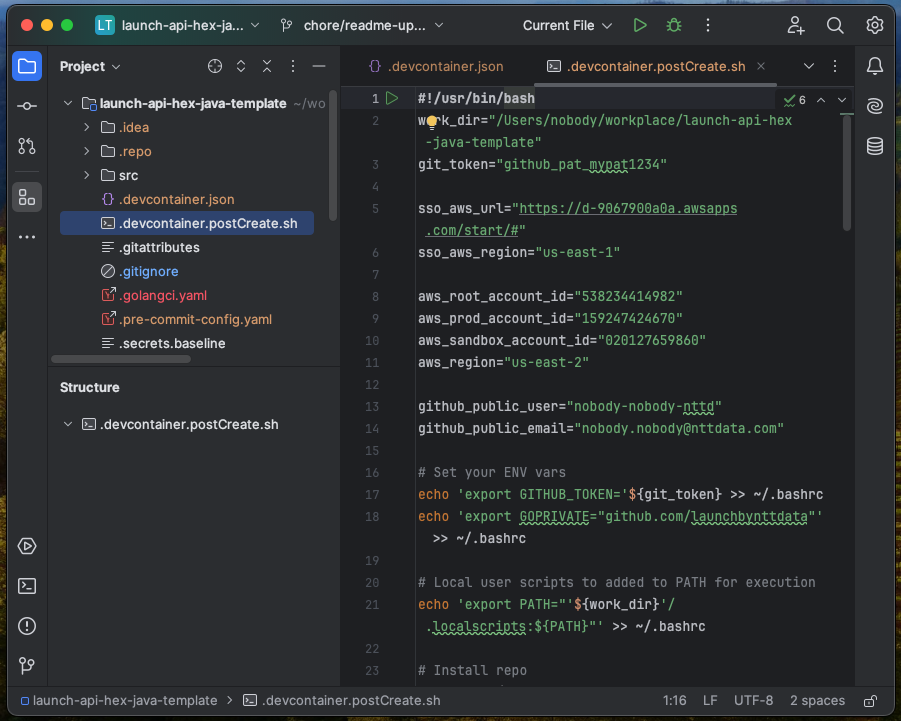 LT launch-api-hex-ja... chore/readme-up... Current File
Project
launch-api-hex-java-template ~/wo
.idea
.repo
src
.devcontainer.json
.devcontainer.postCreate.sh
.gitattributes
.gitignore
.golangci.yaml
.pre-commit-config.yaml
.secrets.baseline
Structure
.devcontainer.postCreate.sh
{} .devcontainer.json .devcontainer.postCreate.sh
6
1 #!/usr/bin/bash
2 work_dir="/Users/nobody/workplace/launch-api-hex
-java-template"
3 git_token="github_pat_mypat1234"
4
5 sso_aws_url="https://d-9067900a0a.awsapps
.com/start/#"
6 sso_aws_region="us-east-1"
7
8 aws_root_account_id="538234414982"
9 aws_prod_account_id="159247424670"
10 aws_sandbox_account_id="020127659860"
11 aws_region="us-east-2"
12
13 github_public_user="nobody-nobody-nttd"
14 github_public_email="nobody.nobody@nttdata.com"
15
16 # Set your ENV vars
17 echo 'export GITHUB_TOKEN='${git_token} >> ~/.bashrc
18 echo 'export GOPRIVATE="github.com/launchbynttdata"'
>> ~/.bashrc
19
20 # Local user scripts to added to PATH for execution
21 echo 'export PATH="'${work_dir}'/
.localscripts:${PATH}"' >> ~/.bashrc
22
23 # Install repo
launch-api-hex-java-template > .devcontainer.postCreate.sh 1:16 LF UTF-8 2 spaces